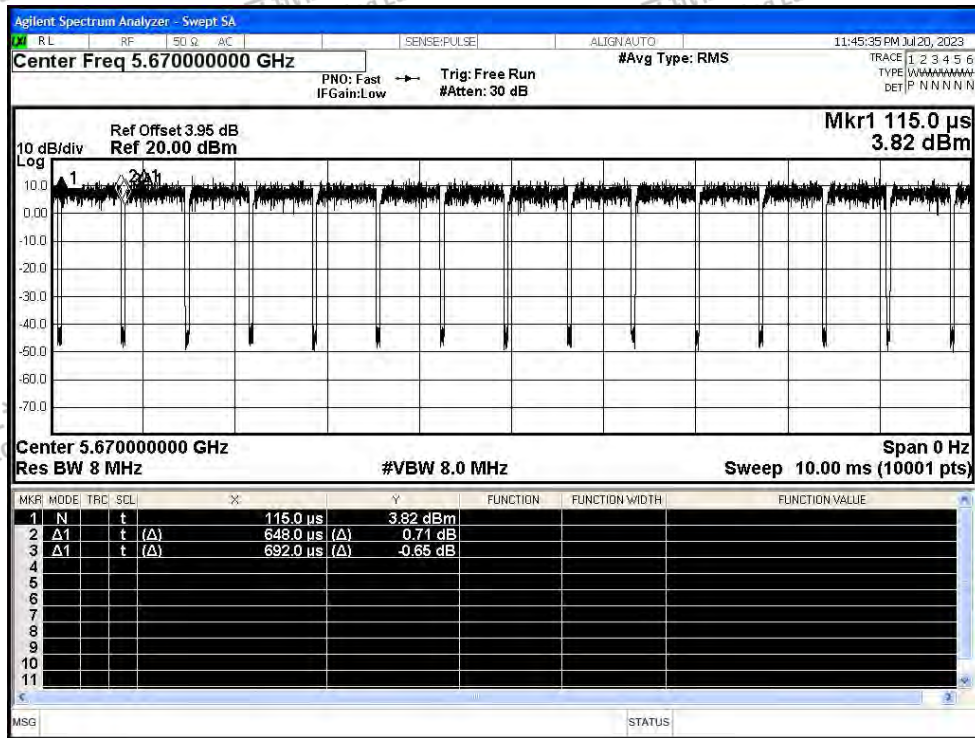 Agilent Spectrum Analyzer - Swept SA
LXI RL RF 50 Ω AC SENSE:PULSE ALIGN AUTO 11:45:35 PM Jul 20, 2023
Center Freq 5.670000000 GHz #Avg Type: RMS TRACE 1 2 3 4 5 6
PNO: Fast Trig: Free Run TYPE WWWWWW
IFGain:Low #Atten: 30 dB DET P N N N N N
Mkr1 115.0 µs
3.82 dBm
Ref Offset 3.95 dB
10 dB/div Ref 20.00 dBm
Log
1 2Δ1
10.0
0.00
-10.0
-20.0
-30.0
-40.0
-50.0
-60.0
-70.0
Center 5.670000000 GHz Span 0 Hz
Res BW 8 MHz #VBW 8.0 MHz Sweep 10.00 ms (10001 pts)
MKR MODE TRC SCL X Y FUNCTION FUNCTION WIDTH FUNCTION VALUE
1 N t 115.0 µs 3.82 dBm
2 Δ1 t (Δ) 648.0 µs (Δ) 0.71 dB
3 Δ1 t (Δ) 692.0 µs (Δ) -0.65 dB
4
5
6
7
8
9
10
11
MSG STATUS